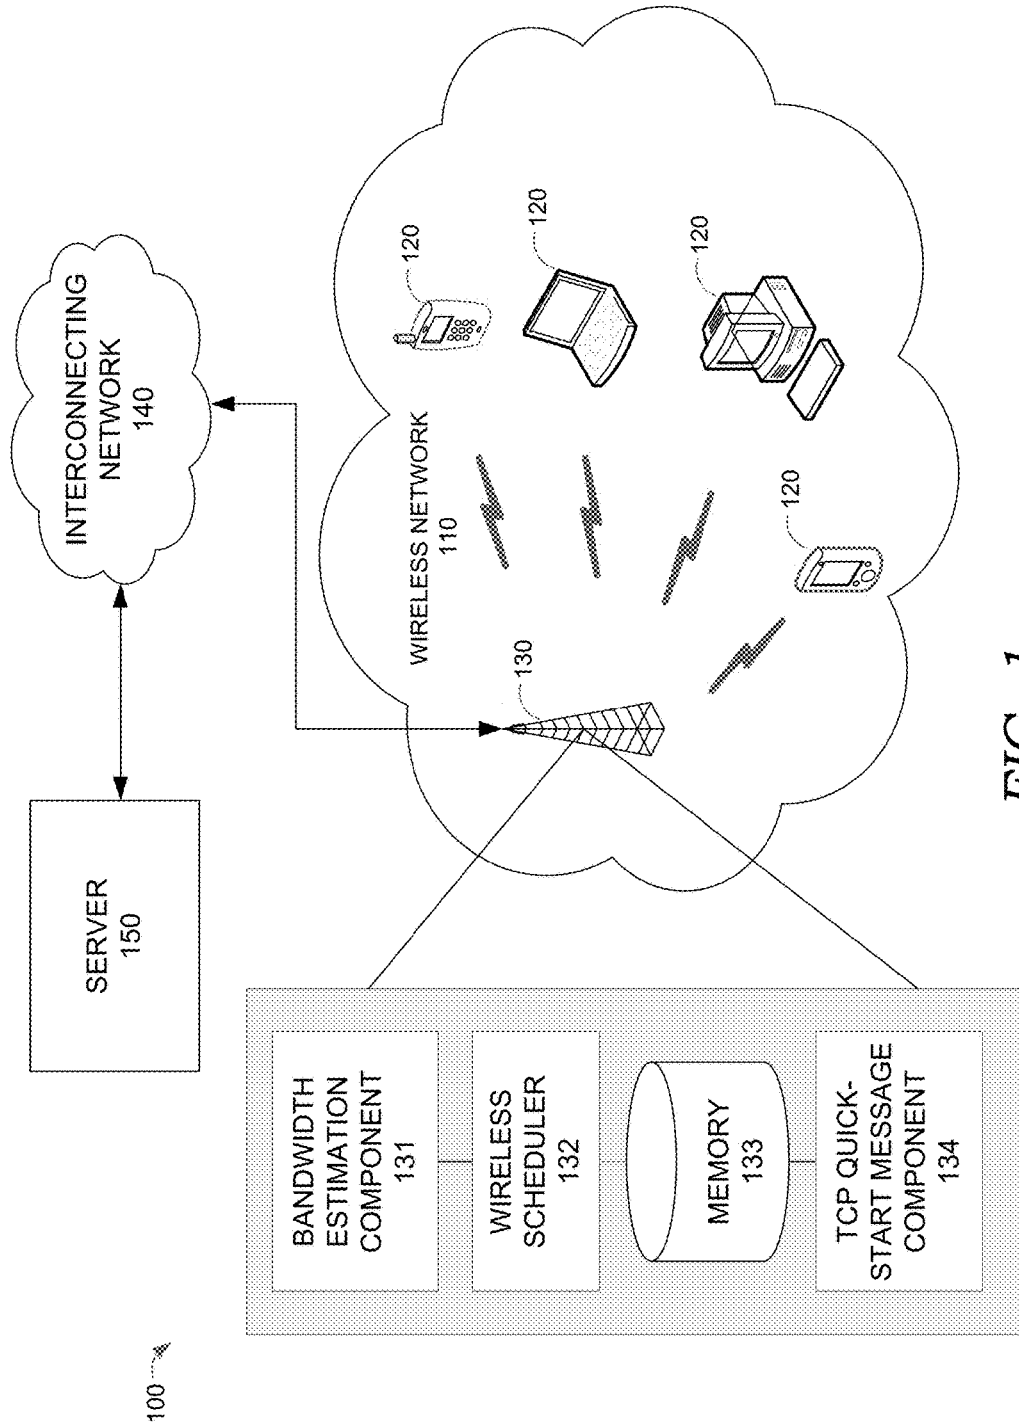 100
SERVER
150
INTERCONNECTING
NETWORK
140
BANDWIDTH
ESTIMATION
COMPONENT
131
WIRELESS
SCHEDULER
132
MEMORY
133
TCP QUICK-
START MESSAGE
COMPONENT
134
WIRELESS NETWORK
110
130
120
120
120
120
FIG. 1